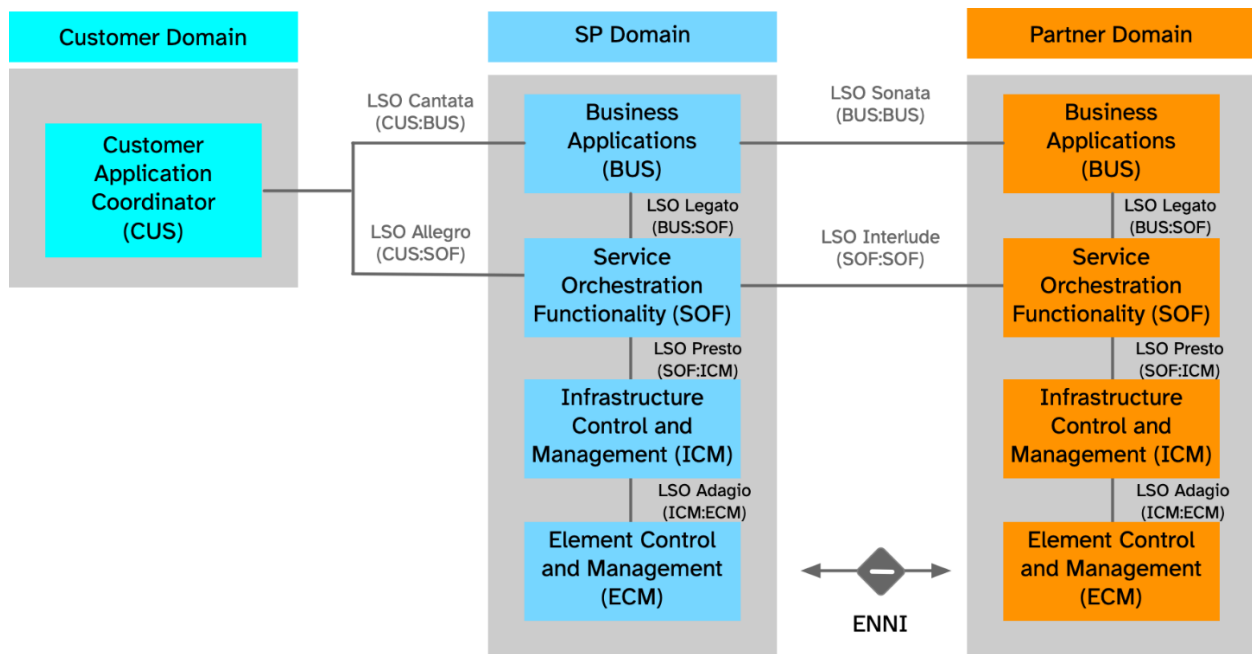 Customer Domain
SP Domain
Partner Domain
Customer
Application
Coordinator
(CUS)
LSO Cantata
(CUS:BUS)
LSO Allegro
(CUS:SOF)
Business
Applications
(BUS)
LSO Legato
(BUS:SOF)
Service
Orchestration
Functionality (SOF)
LSO Presto
(SOF:ICM)
Infrastructure
Control and
Management (ICM)
LSO Adagio
(ICM:ECM)
Element Control
and Management
(ECM)
LSO Sonata
(BUS:BUS)
LSO Interlude
(SOF:SOF)
ENNI
Business
Applications
(BUS)
LSO Legato
(BUS:SOF)
Service
Orchestration
Functionality (SOF)
LSO Presto
(SOF:ICM)
Infrastructure
Control and
Management (ICM)
LSO Adagio
(ICM:ECM)
Element Control
and Management
(ECM)